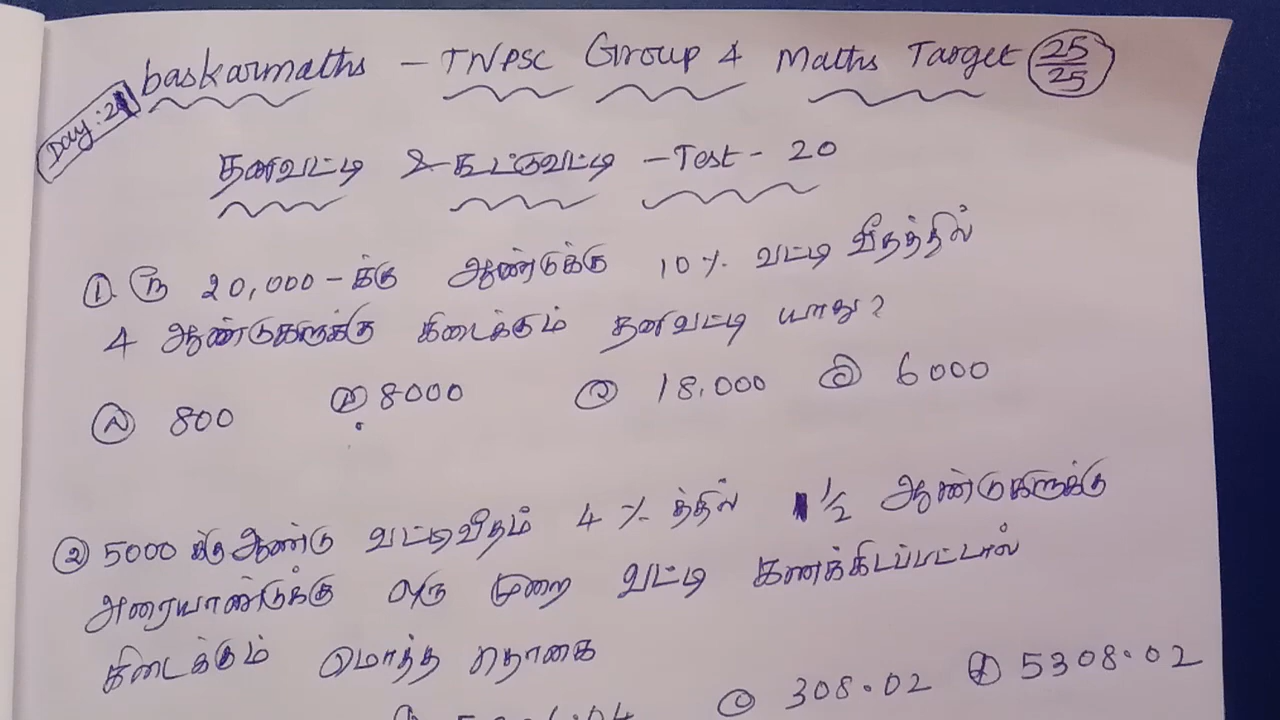 Day:21
baskarmaths – TNPSC Group 4 Maths Target 25/25
தனிவட்டி & கூட்டுவட்டி – Test – 20
① ரூ 20,000 – க்கு ஆண்டுக்கு 10% வட்டி வீதத்தில்
4 ஆண்டுகளுக்கு கிடைக்கும் தனிவட்டி யாது?
Ⓐ 800 Ⓑ 8000 Ⓒ 18,000 Ⓓ 6000
② 5000 க்கு ஆண்டு வட்டிவீதம் 4% த்தில் 1 1/2 ஆண்டுகளுக்கு
அரையாண்டுக்கு ஒரு முறை வட்டி கணக்கிடப்பட்டால்
கிடைக்கும் மொத்த தொகை
Ⓒ 308.02 Ⓓ 5308.02